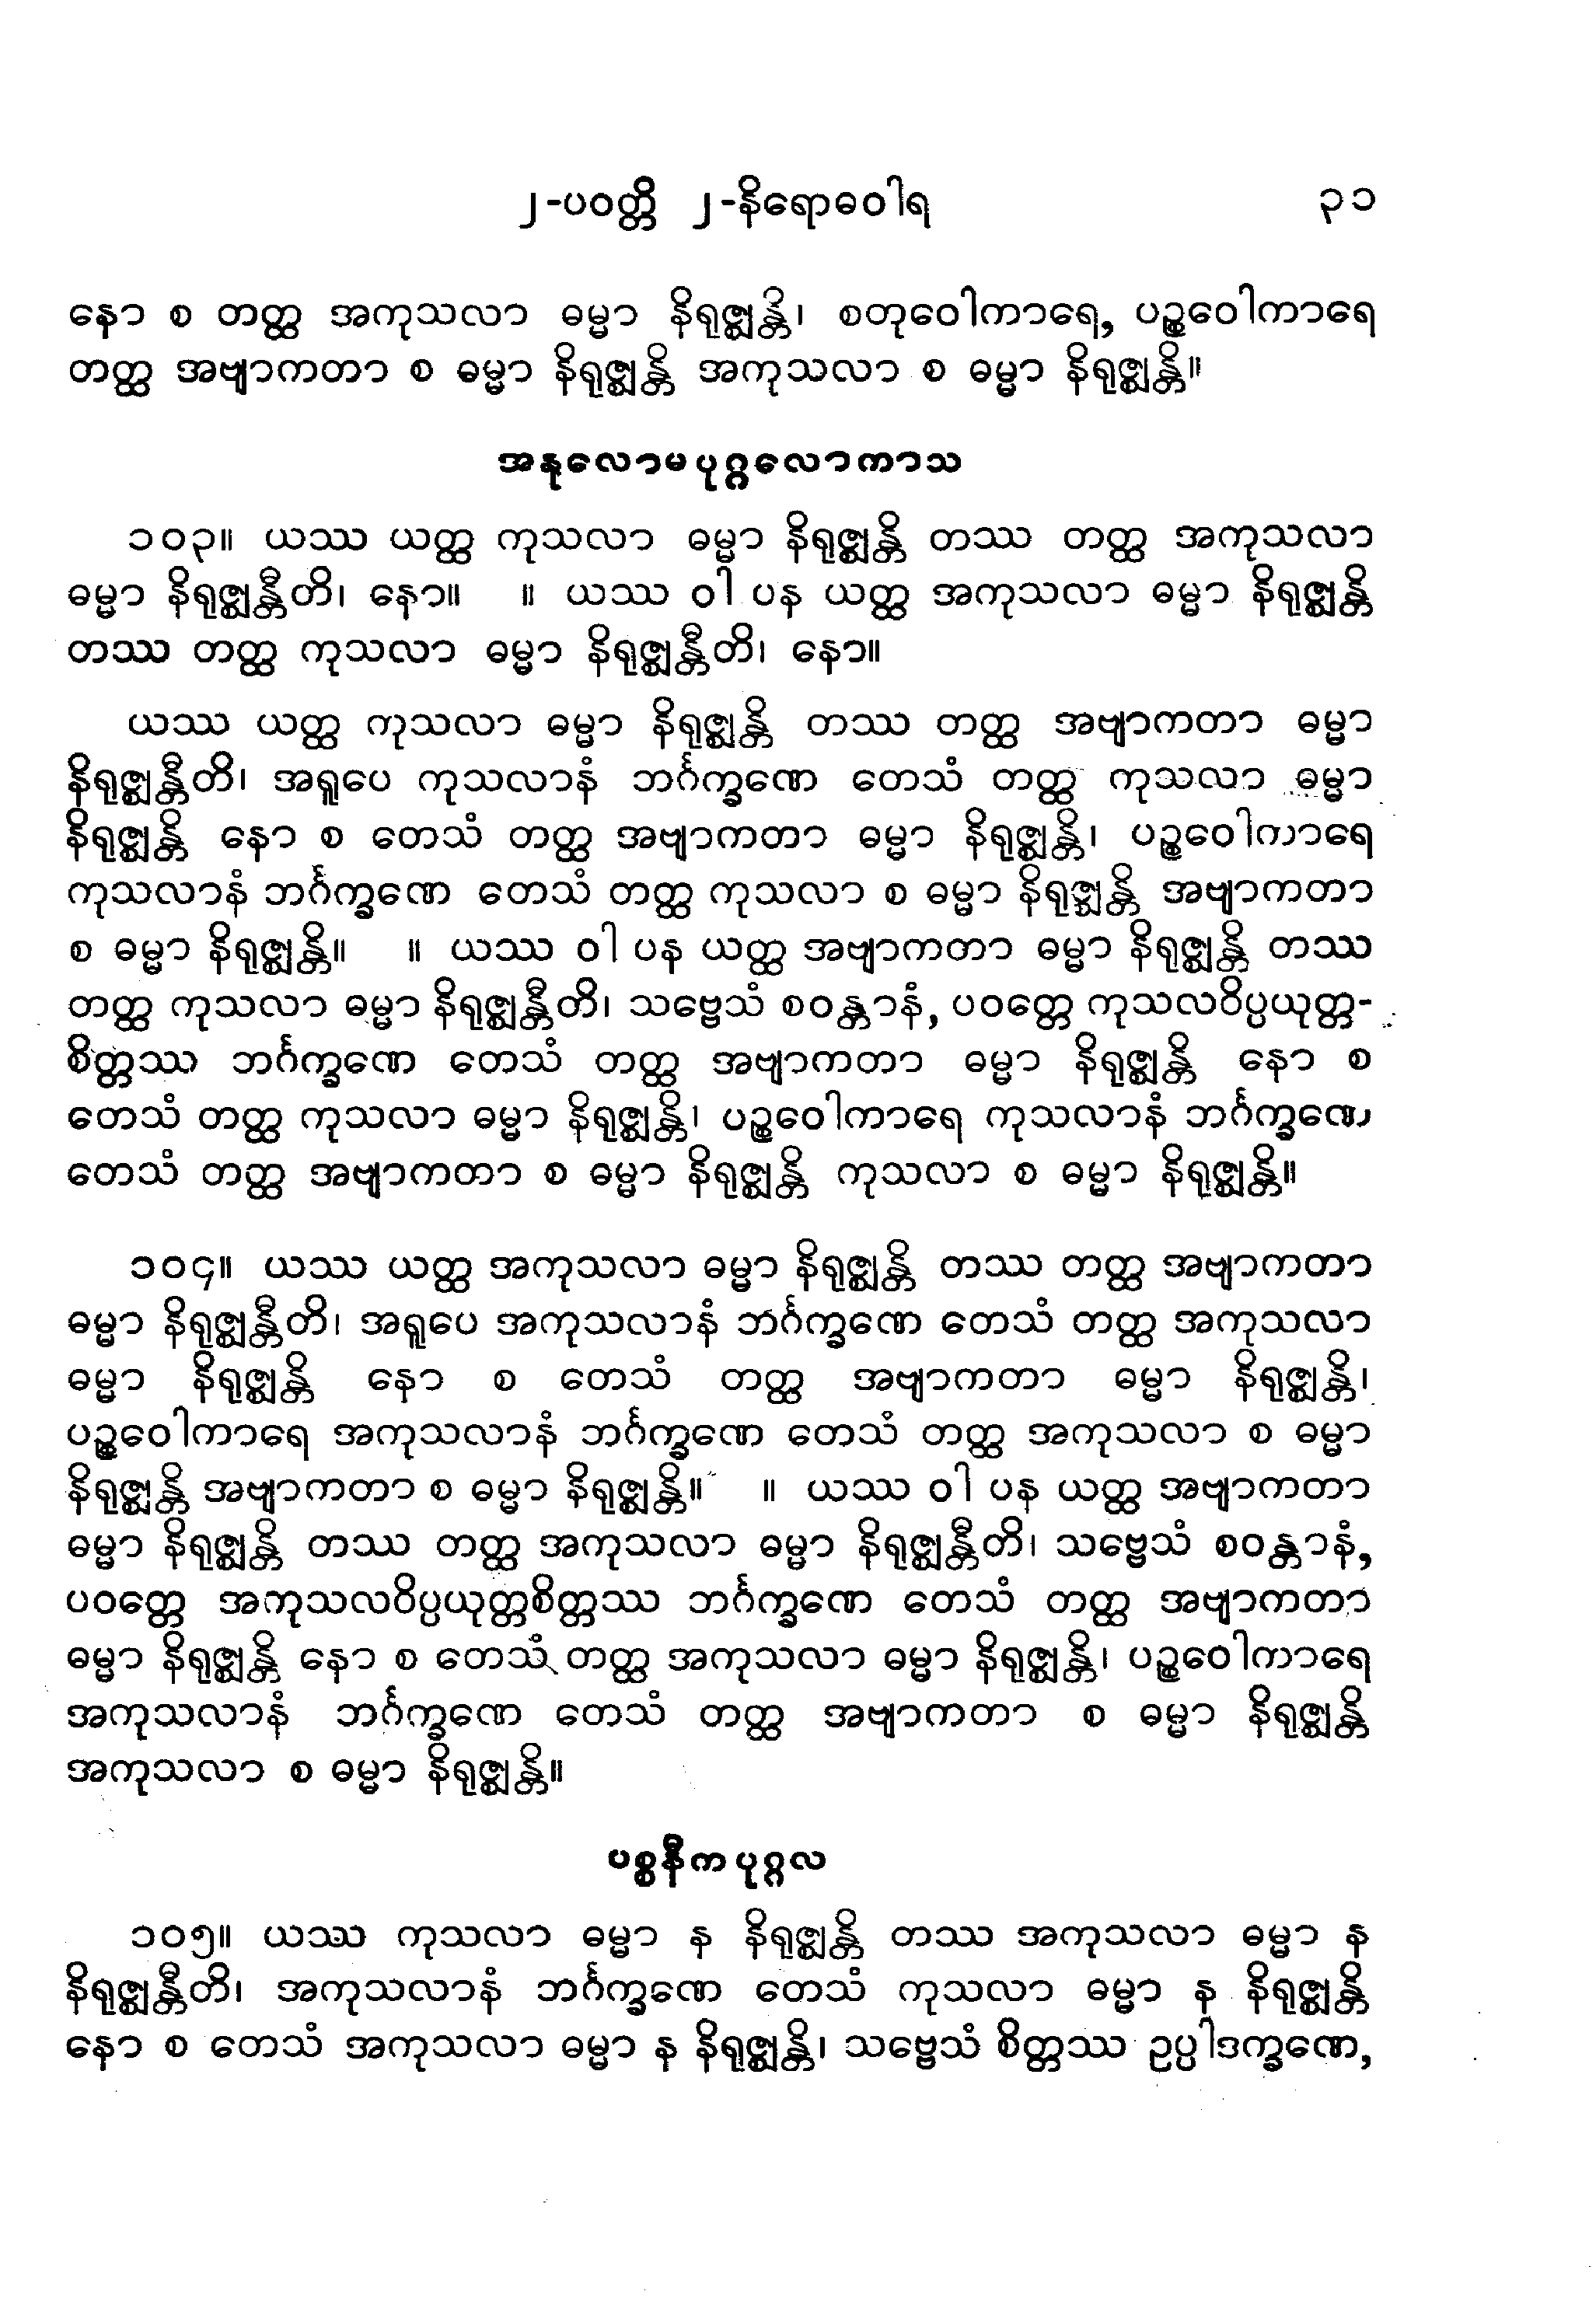 ၂-ပဝတ္တိ ၂-နိရောဓဝါရ ၃၁
နော စ တတ္ထ အကုသလာ ဓမ္မာ နိရုဇ္ဈန္တိ၊ စတုဝေါကာရေ, ပဉ္စဝေါကာရေ
တတ္ထ အဗျာကတာ စ ဓမ္မာ နိရုဇ္ဈန္တိ အကုသလာ စ ဓမ္မာ နိရုဇ္ဈန္တိ။
အနုလောမပုဂ္ဂလောကာသ
၁၀၃။ ယဿ ယတ္ထ ကုသလာ ဓမ္မာ နိရုဇ္ဈန္တိ တဿ တတ္ထ အကုသလာ
ဓမ္မာ နိရုဇ္ဈန္တီတိ၊ နော။ ။ ယဿ ဝါ ပန ယတ္ထ အကုသလာ ဓမ္မာ နိရုဇ္ဈန္တိ
တဿ တတ္ထ ကုသလာ ဓမ္မာ နိရုဇ္ဈန္တီတိ၊ နော။
ယဿ ယတ္ထ ကုသလာ ဓမ္မာ နိရုဇ္ဈန္တိ တဿ တတ္ထ အဗျာကတာ ဓမ္မာ
နိရုဇ္ဈန္တီတိ၊ အရူပေ ကုသလာနံ ဘင်္ဂက္ခဏေ တေသံ တတ္ထ ကုသလာ ဓမ္မာ
နိရုဇ္ဈန္တိ နော စ တေသံ တတ္ထ အဗျာကတာ ဓမ္မာ နိရုဇ္ဈန္တိ၊ ပဉ္စဝေါကာရေ
ကုသလာနံ ဘင်္ဂက္ခဏေ တေသံ တတ္ထ ကုသလာ စ ဓမ္မာ နိရုဇ္ဈန္တိ အဗျာကတာ
စ ဓမ္မာ နိရုဇ္ဈန္တိ။ ။ ယဿ ဝါ ပန ယတ္ထ အဗျာကတာ ဓမ္မာ နိရုဇ္ဈန္တိ တဿ
တတ္ထ ကုသလာ ဓမ္မာ နိရုဇ္ဈန္တီတိ၊ သဗ္ဗေသံ စဝန္တာနံ, ပဝတ္တေ ကုသလဝိပ္ပယုတ္တ-
စိတ္တဿ ဘင်္ဂက္ခဏေ တေသံ တတ္ထ အဗျာကတာ ဓမ္မာ နိရုဇ္ဈန္တိ နော စ
တေသံ တတ္ထ ကုသလာ ဓမ္မာ နိရုဇ္ဈန္တိ၊ ပဉ္စဝေါကာရေ ကုသလာနံ ဘင်္ဂက္ခဏေ
တေသံ တတ္ထ အဗျာကတာ စ ဓမ္မာ နိရုဇ္ဈန္တိ ကုသလာ စ ဓမ္မာ နိရုဇ္ဈန္တိ။
၁၀၄။ ယဿ ယတ္ထ အကုသလာ ဓမ္မာ နိရုဇ္ဈန္တိ တဿ တတ္ထ အဗျာကတာ
ဓမ္မာ နိရုဇ္ဈန္တီတိ၊ အရူပေ အကုသလာနံ ဘင်္ဂက္ခဏေ တေသံ တတ္ထ အကုသလာ
ဓမ္မာ နိရုဇ္ဈန္တိ နော စ တေသံ တတ္ထ အဗျာကတာ ဓမ္မာ နိရုဇ္ဈန္တိ၊
ပဉ္စဝေါကာရေ အကုသလာနံ ဘင်္ဂက္ခဏေ တေသံ တတ္ထ အကုသလာ စ ဓမ္မာ
နိရုဇ္ဈန္တိ အဗျာကတာ စ ဓမ္မာ နိရုဇ္ဈန္တိ။ ။ ယဿ ဝါ ပန ယတ္ထ အဗျာကတာ
ဓမ္မာ နိရုဇ္ဈန္တိ တဿ တတ္ထ အကုသလာ ဓမ္မာ နိရုဇ္ဈန္တီတိ၊ သဗ္ဗေသံ စဝန္တာနံ,
ပဝတ္တေ အကုသလဝိပ္ပယုတ္တစိတ္တဿ ဘင်္ဂက္ခဏေ တေသံ တတ္ထ အဗျာကတာ
ဓမ္မာ နိရုဇ္ဈန္တိ နော စ တေသံ တတ္ထ အကုသလာ ဓမ္မာ နိရုဇ္ဈန္တိ၊ ပဉ္စဝေါကာရေ
အကုသလာနံ ဘင်္ဂက္ခဏေ တေသံ တတ္ထ အဗျာကတာ စ ဓမ္မာ နိရုဇ္ဈန္တိ
အကုသလာ စ ဓမ္မာ နိရုဇ္ဈန္တိ။
ပစ္စနီကပုဂ္ဂလ
၁၀၅။ ယဿ ကုသလာ ဓမ္မာ န နိရုဇ္ဈန္တိ တဿ အကုသလာ ဓမ္မာ န
နိရုဇ္ဈန္တီတိ၊ အကုသလာနံ ဘင်္ဂက္ခဏေ တေသံ ကုသလာ ဓမ္မာ န နိရုဇ္ဈန္တိ
နော စ တေသံ အကုသလာ ဓမ္မာ န နိရုဇ္ဈန္တိ၊ သဗ္ဗေသံ စိတ္တဿ ဥပ္ပါဒက္ခဏေ,